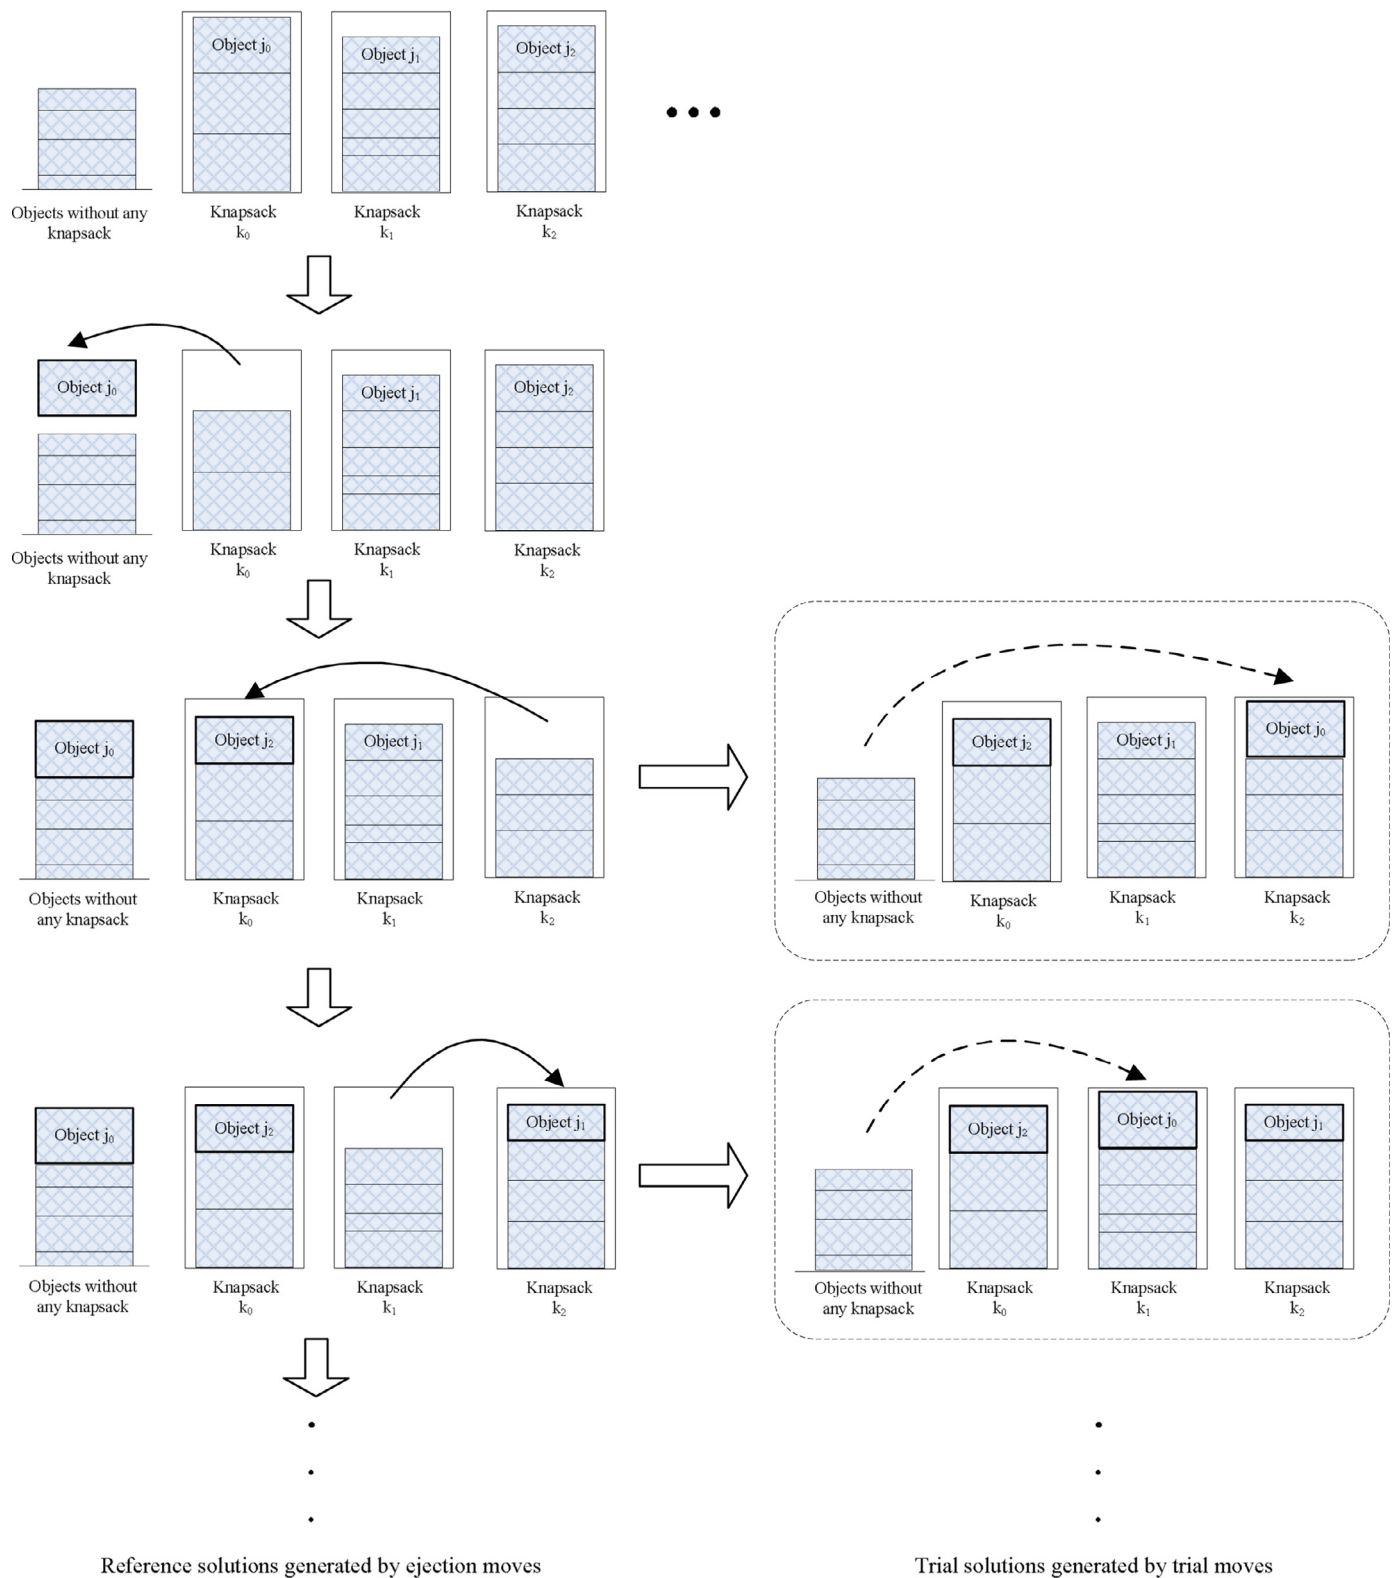 Object j₀
Object j₁
Object j₂
Objects without any
knapsack
Knapsack
k₀
Knapsack
k₁
Knapsack
k₂
Object j₀
Object j₁
Object j₂
Objects without any
knapsack
Knapsack
k₀
Knapsack
k₁
Knapsack
k₂
Object j₀
Object j₂
Object j₁
Objects without
any knapsack
Knapsack
k₀
Knapsack
k₁
Knapsack
k₂
Object j₂
Object j₁
Object j₀
Objects without
any knapsack
Knapsack
k₀
Knapsack
k₁
Knapsack
k₂
Object j₀
Object j₂
Object j₁
Objects without
any knapsack
Knapsack
k₀
Knapsack
k₁
Knapsack
k₂
Object j₂
Object j₀
Object j₁
Objects without
any knapsack
Knapsack
k₀
Knapsack
k₁
Knapsack
k₂
Reference solutions generated by ejection moves
Trial solutions generated by trial moves